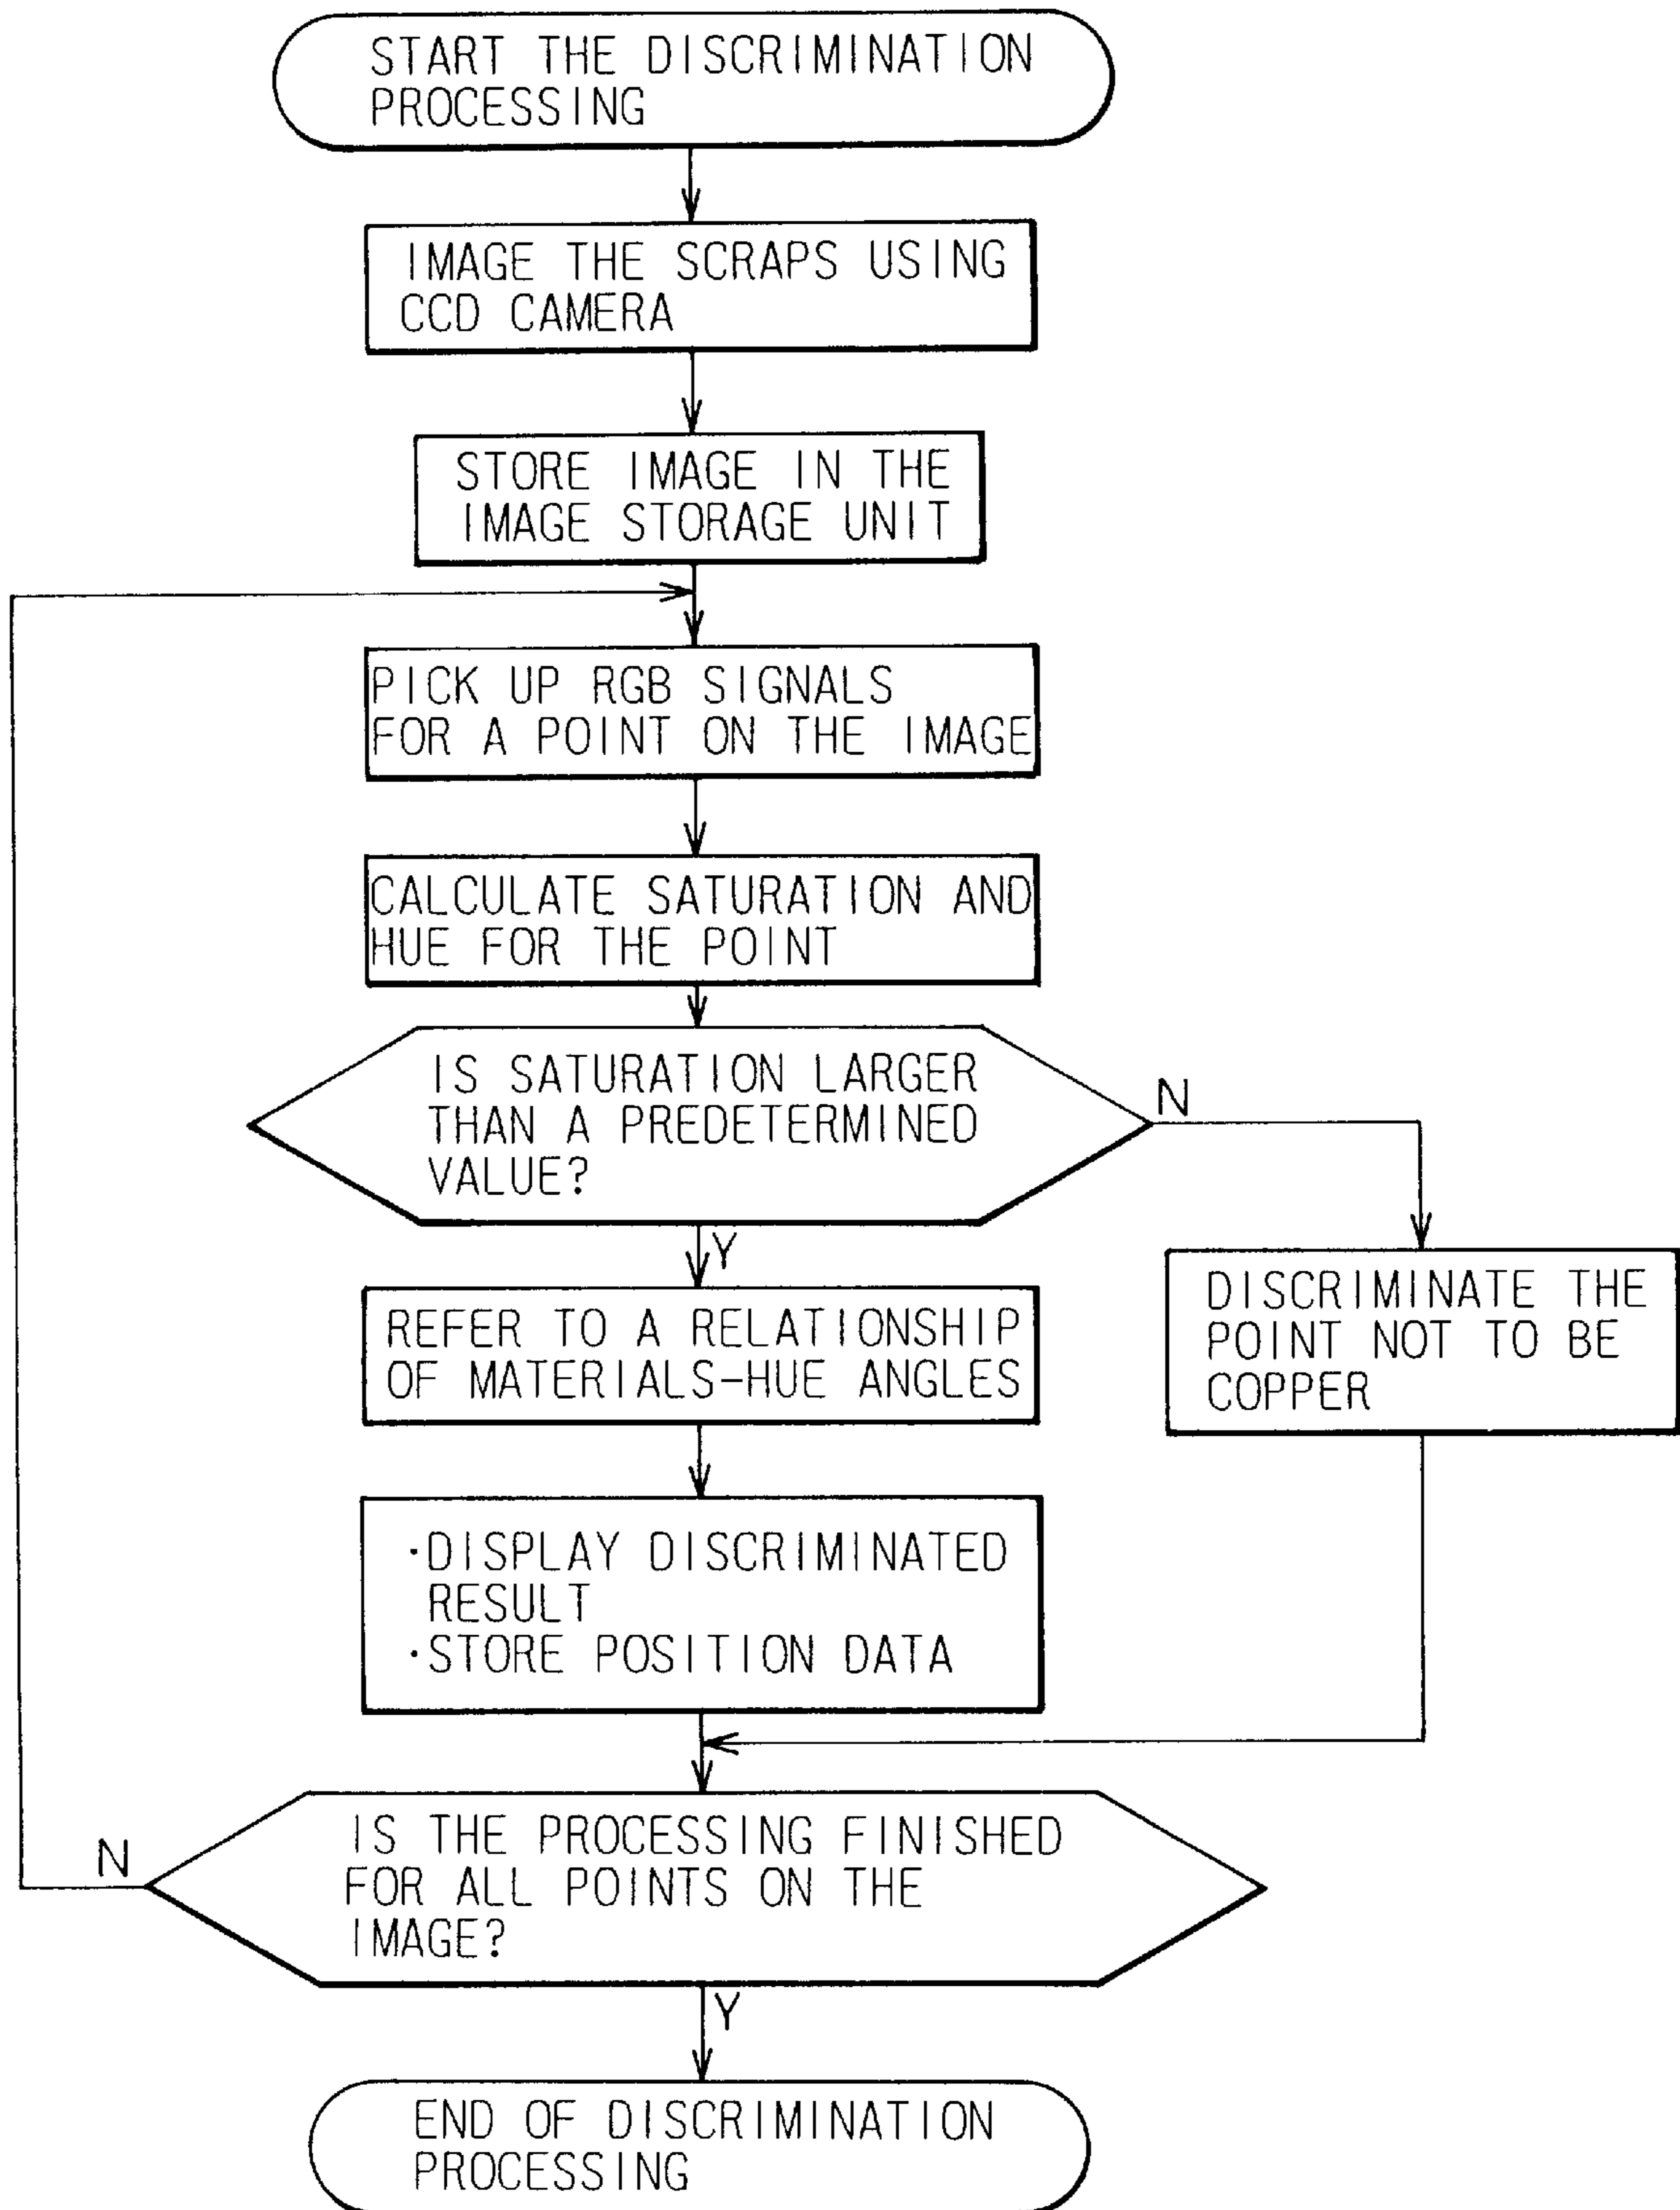 START THE DISCRIMINATION
PROCESSING
IMAGE THE SCRAPS USING
CCD CAMERA
STORE IMAGE IN THE
IMAGE STORAGE UNIT
PICK UP RGB SIGNALS
FOR A POINT ON THE IMAGE
CALCULATE SATURATION AND
HUE FOR THE POINT
IS SATURATION LARGER
THAN A PREDETERMINED
VALUE?
N
Y
REFER TO A RELATIONSHIP
OF MATERIALS-HUE ANGLES
DISCRIMINATE THE
POINT NOT TO BE
COPPER
·DISPLAY DISCRIMINATED
RESULT
·STORE POSITION DATA
IS THE PROCESSING FINISHED
FOR ALL POINTS ON THE
IMAGE?
N
Y
END OF DISCRIMINATION
PROCESSING